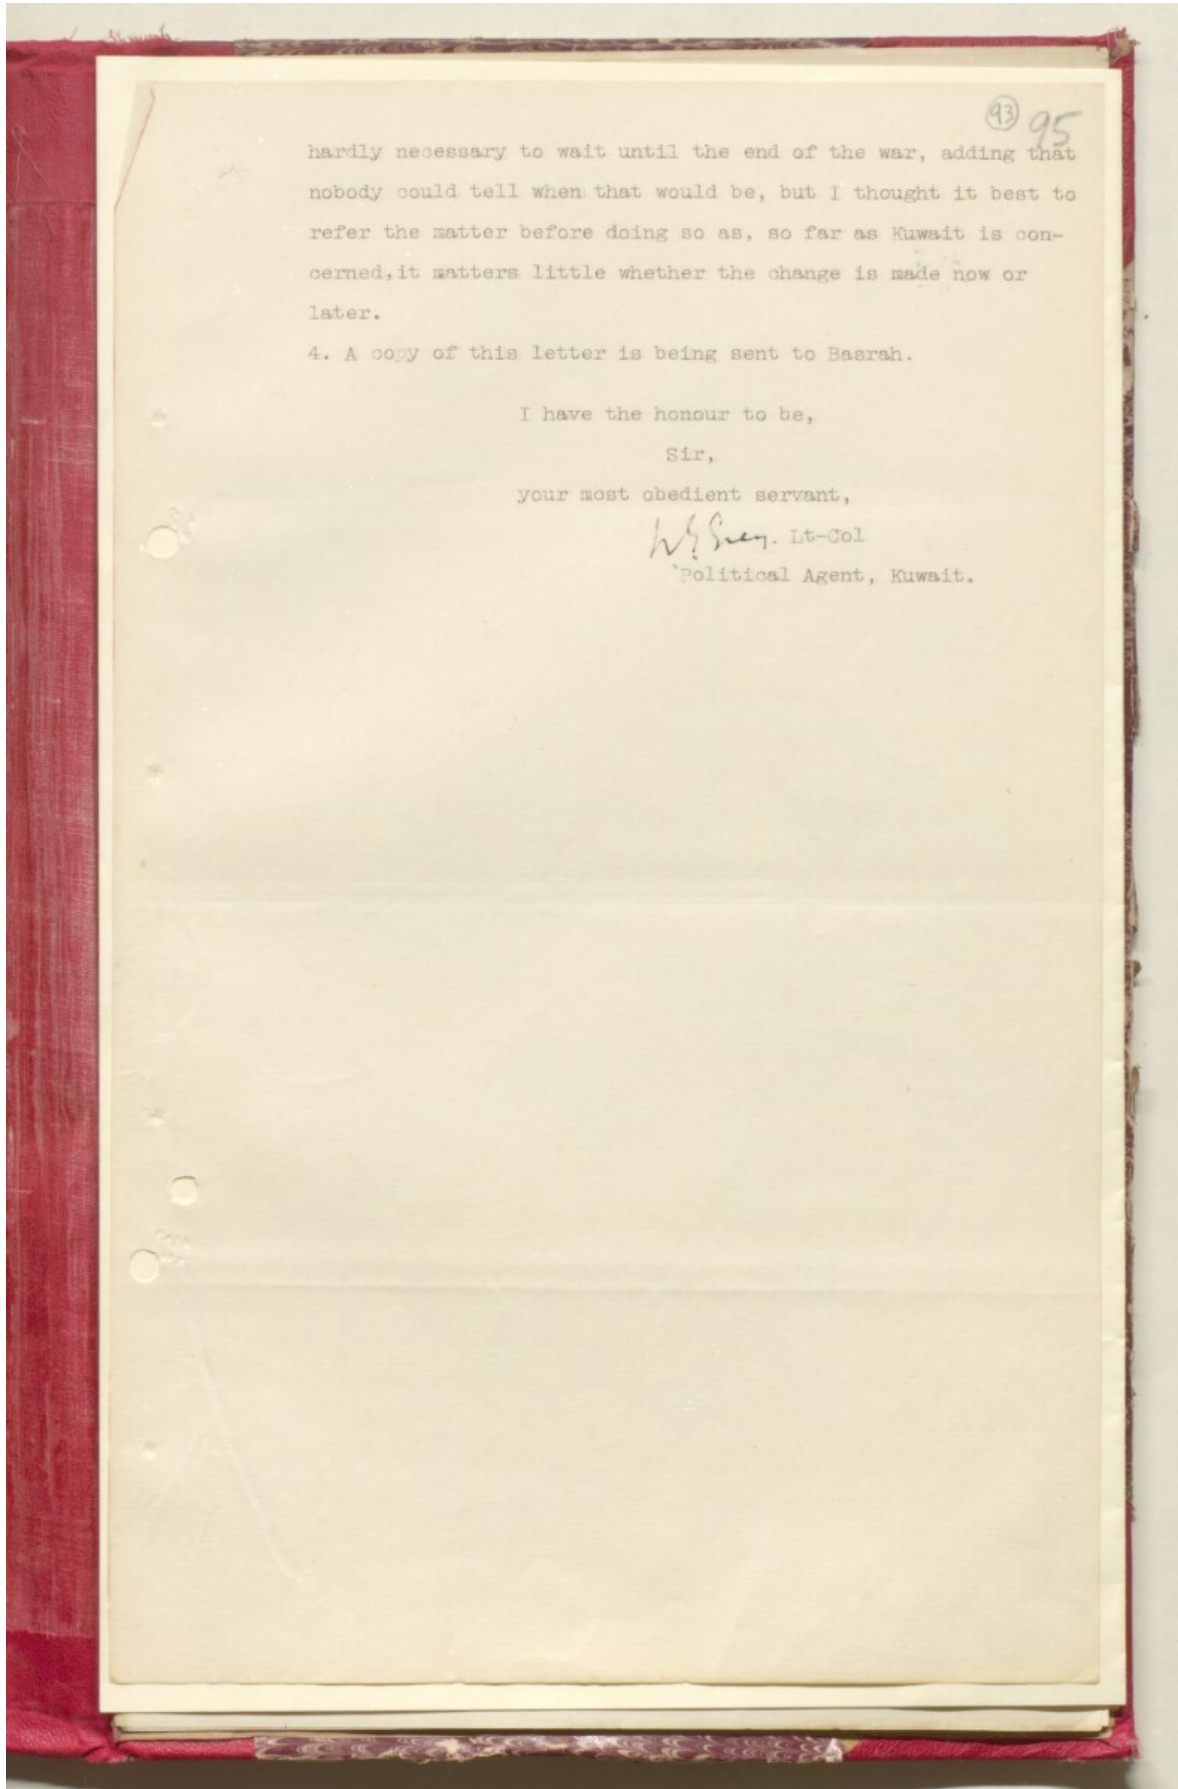 93 95
hardly necessary to wait until the end of the war, adding that
nobody could tell when that would be, but I thought it best to
refer the matter before doing so as, so far as Kuwait is con-
cerned,it matters little whether the change is made now or
later.
4. A copy of this letter is being sent to Basrah.
I have the honour to be,
Sir,
your most obedient servant,
W G Grey. Lt-Col
Political Agent, Kuwait.